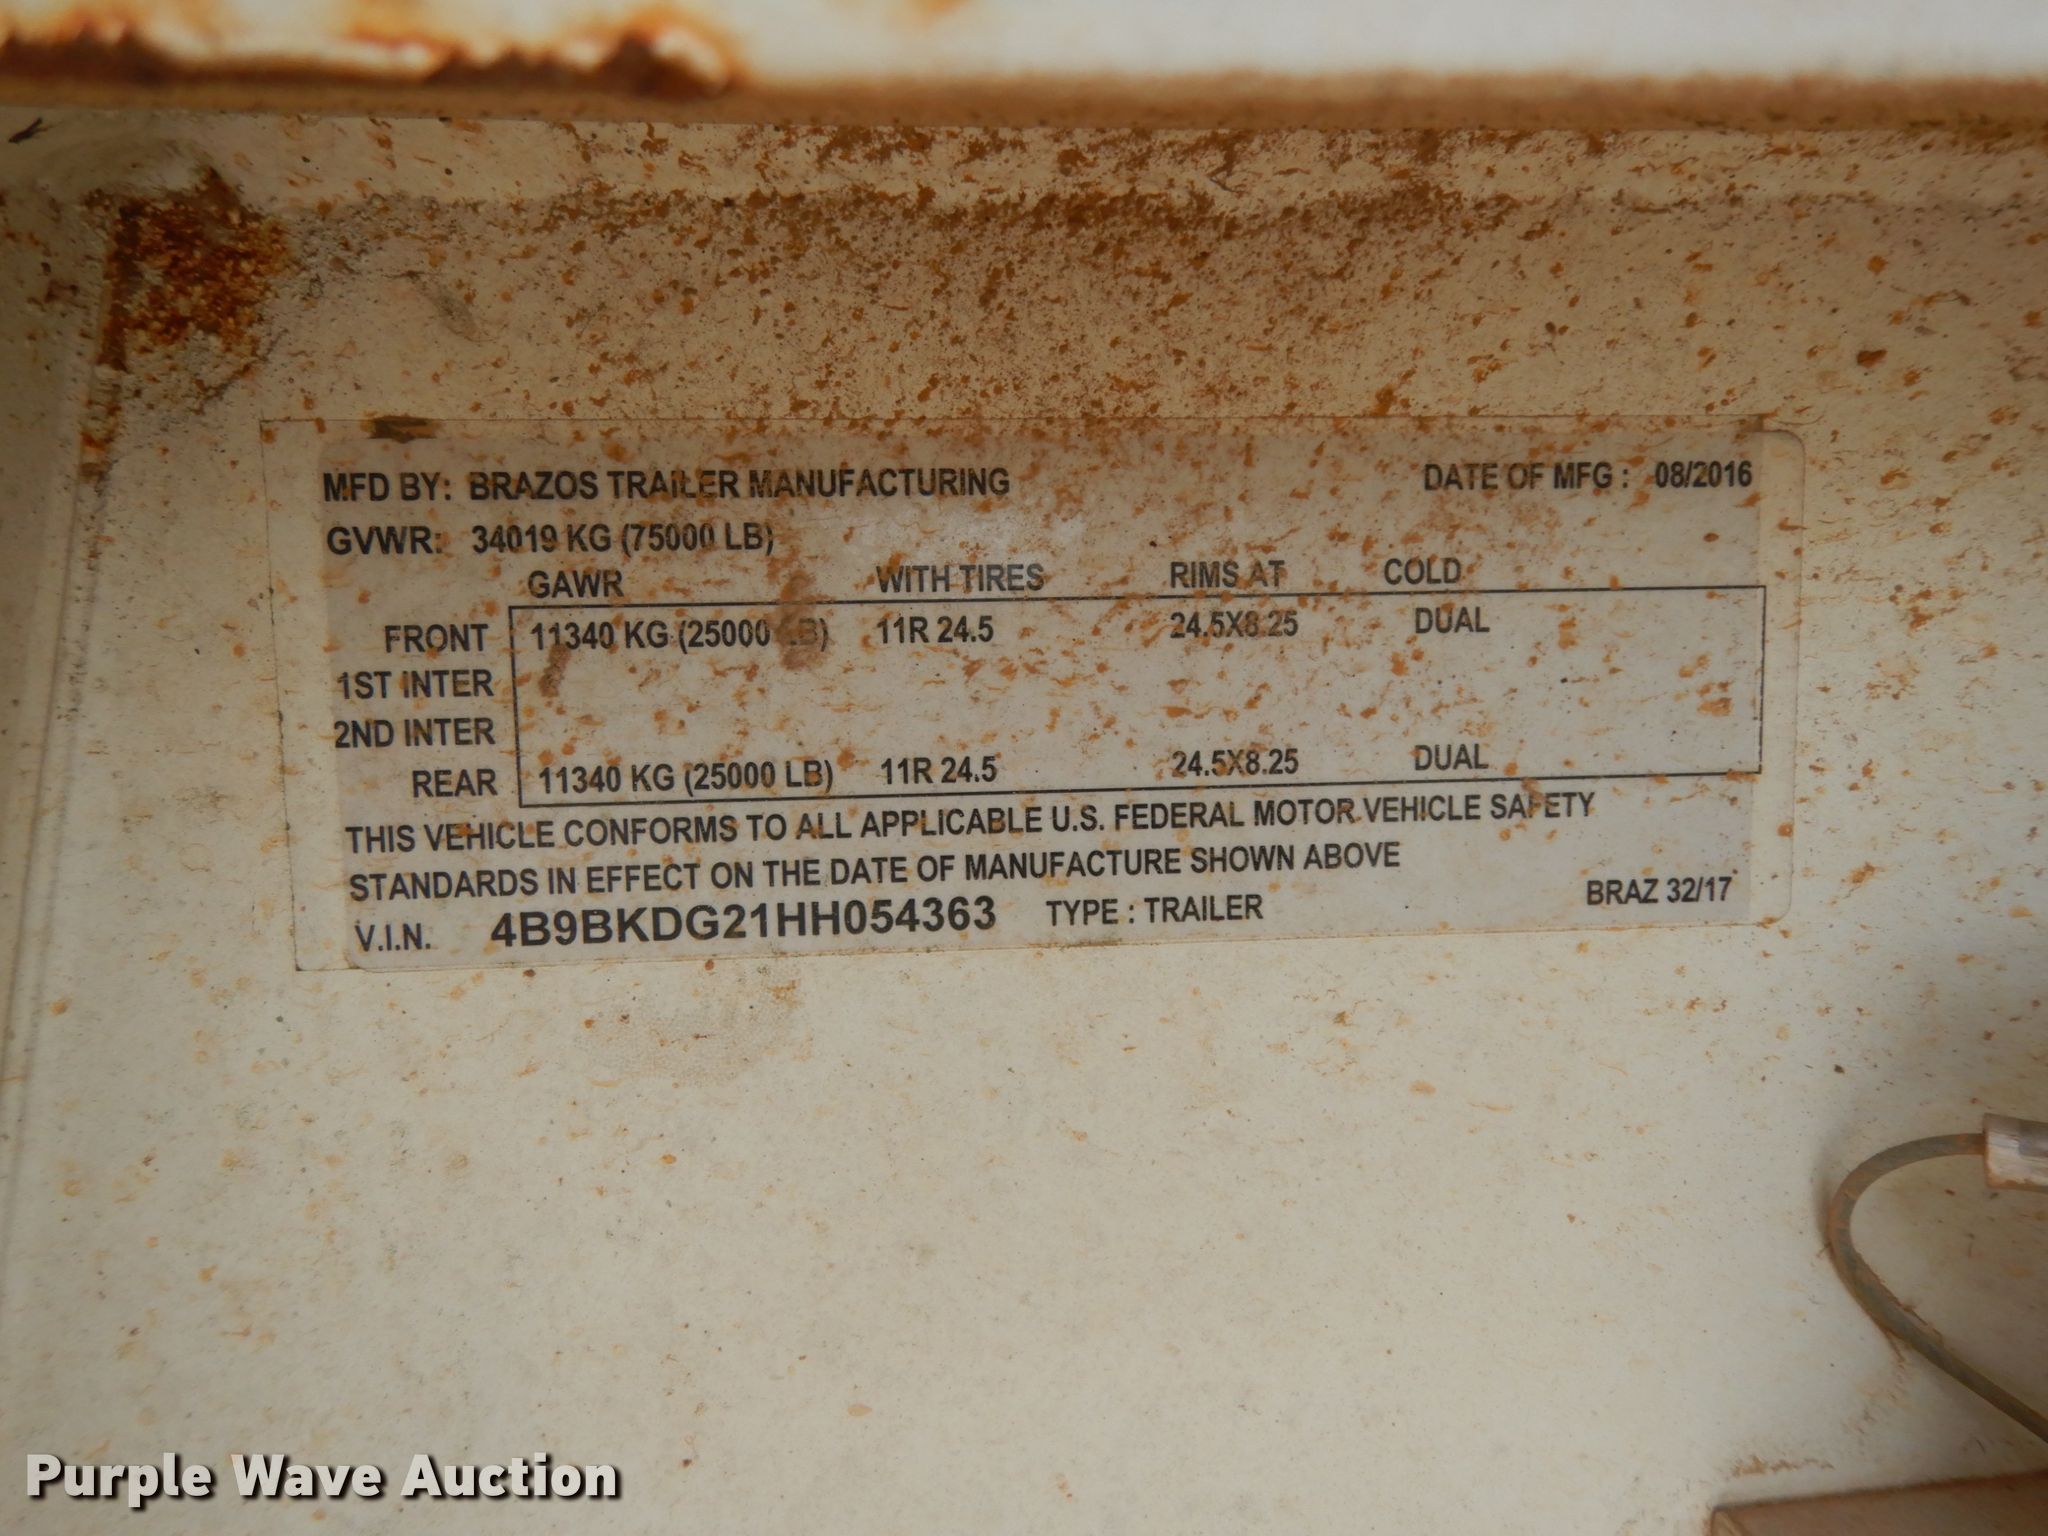 MFD BY: BRAZOS TRAILER MANUFACTURING DATE OF MFG : 08/2016
GVWR: 34019 KG (75000 LB)
GAWR WITH TIRES RIMS AT COLD
FRONT 11340 KG (25000 LB) 11R 24.5 24.5X8.25 DUAL
1ST INTER
2ND INTER
REAR 11340 KG (25000 LB) 11R 24.5 24.5X8.25 DUAL
THIS VEHICLE CONFORMS TO ALL APPLICABLE U.S. FEDERAL MOTOR VEHICLE SAFETY
STANDARDS IN EFFECT ON THE DATE OF MANUFACTURE SHOWN ABOVE
V.I.N. 4B9BKDG21HH054363 TYPE : TRAILER BRAZ 32/17
Purple Wave Auction